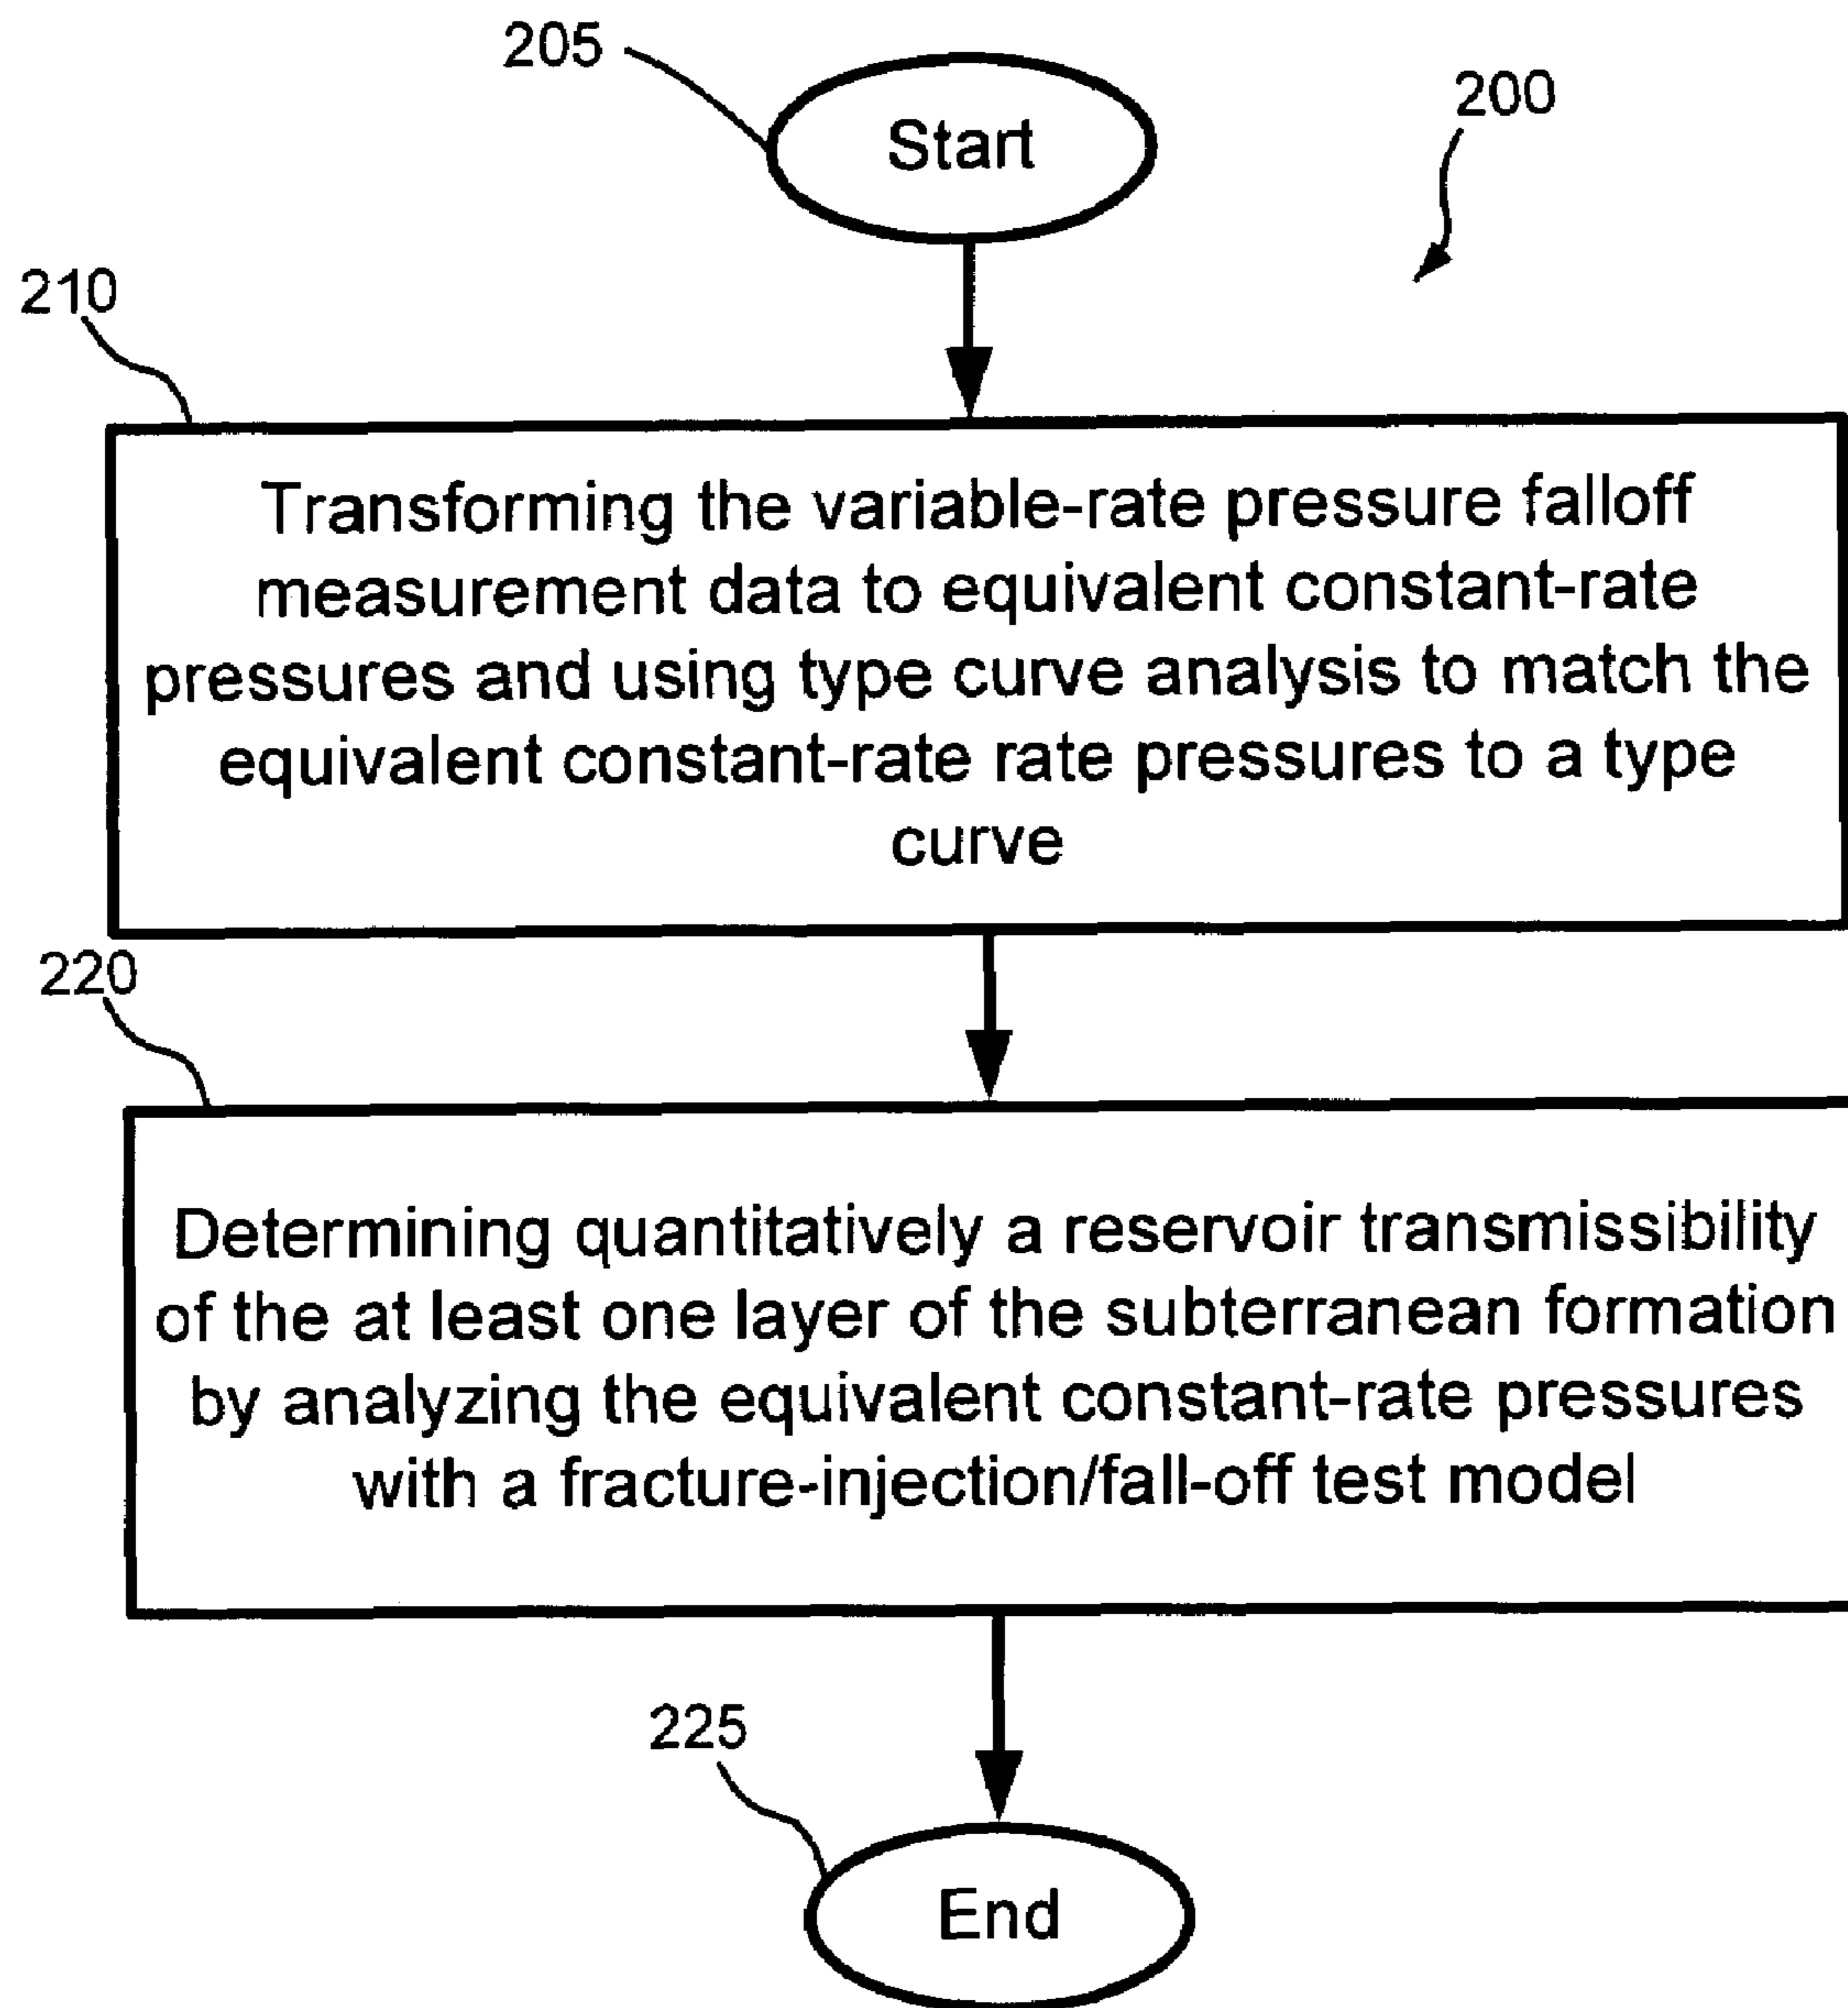 205
Start
200
210
Transforming the variable-rate pressure falloff
measurement data to equivalent constant-rate
pressures and using type curve analysis to match the
equivalent constant-rate rate pressures to a type
curve
220
Determining quantitatively a reservoir transmissibility
of the at least one layer of the subterranean formation
by analyzing the equivalent constant-rate pressures
with a fracture-injection/fall-off test model
225
End